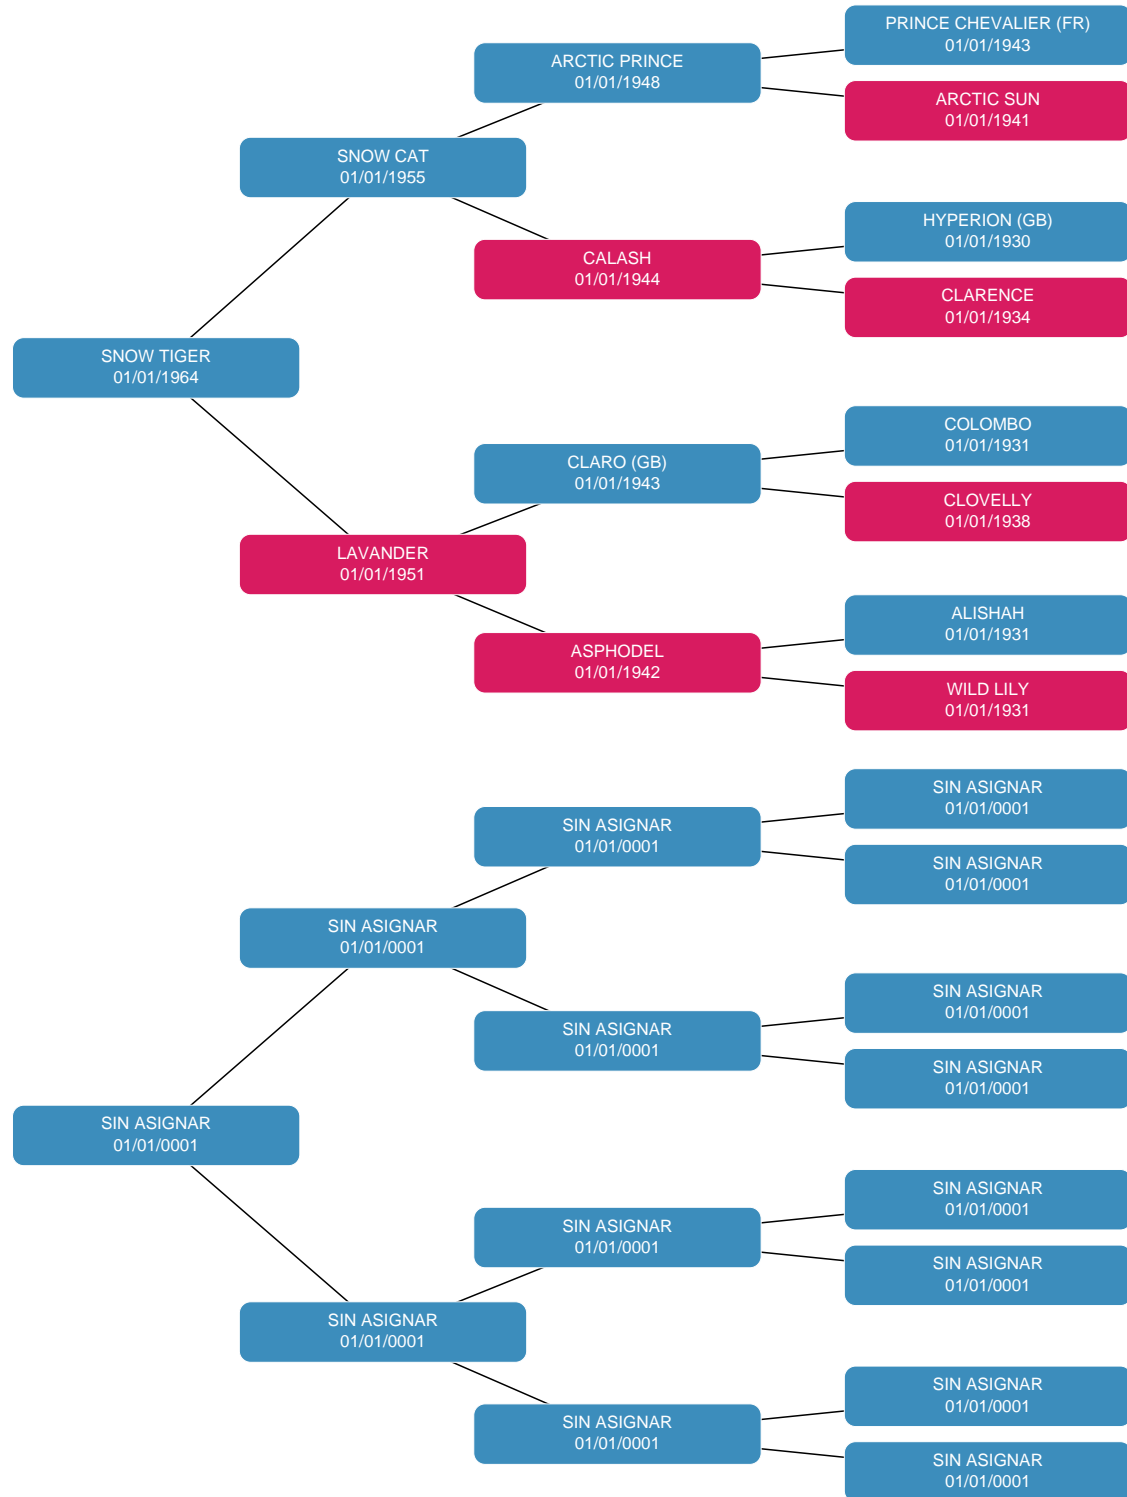 PRINCE CHEVALIER (FR)
01/01/1943
ARCTIC PRINCE
01/01/1948
ARCTIC SUN
01/01/1941
SNOW CAT
01/01/1955
HYPERION (GB)
01/01/1930
CALASH
01/01/1944
CLARENCE
01/01/1934
SNOW TIGER
01/01/1964
COLOMBO
01/01/1931
CLARO (GB)
01/01/1943
CLOVELLY
01/01/1938
LAVANDER
01/01/1951
ALISHAH
01/01/1931
ASPHODEL
01/01/1942
WILD LILY
01/01/1931
SIN ASIGNAR
01/01/0001
SIN ASIGNAR
01/01/0001
SIN ASIGNAR
01/01/0001
SIN ASIGNAR
01/01/0001
SIN ASIGNAR
01/01/0001
SIN ASIGNAR
01/01/0001
SIN ASIGNAR
01/01/0001
SIN ASIGNAR
01/01/0001
SIN ASIGNAR
01/01/0001
SIN ASIGNAR
01/01/0001
SIN ASIGNAR
01/01/0001
SIN ASIGNAR
01/01/0001
SIN ASIGNAR
01/01/0001
SIN ASIGNAR
01/01/0001
SIN ASIGNAR
01/01/0001